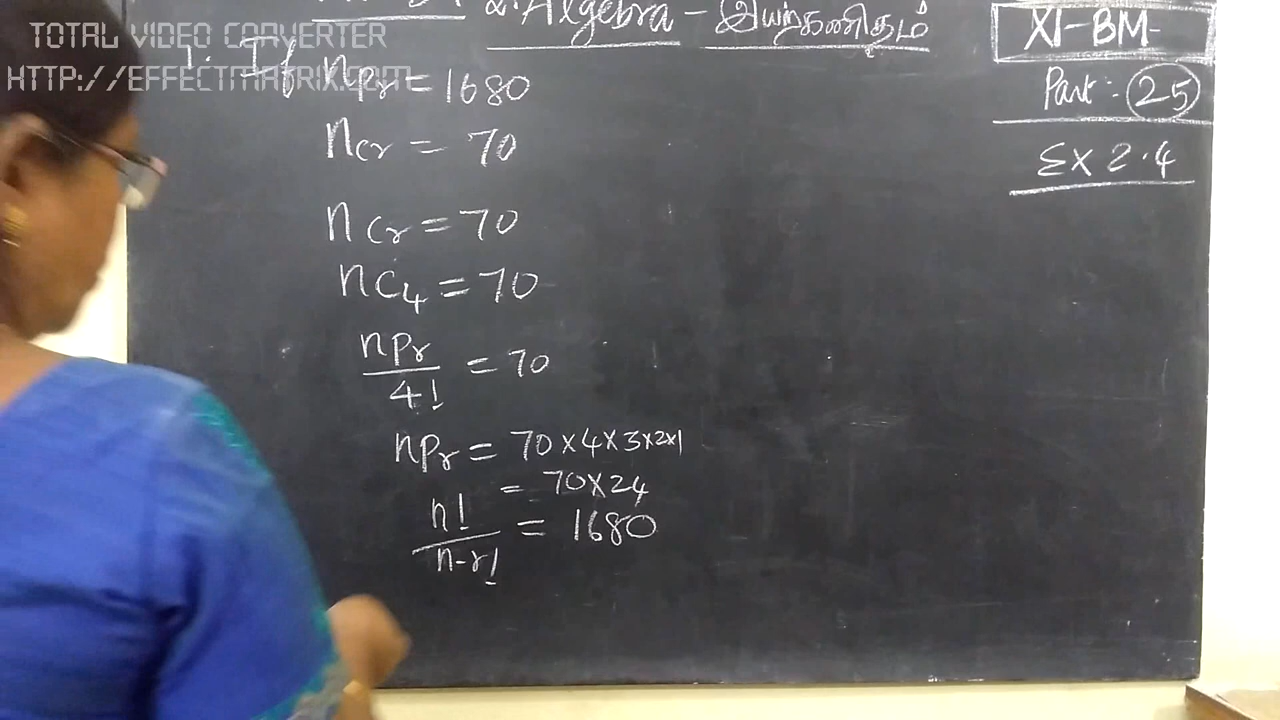 TOTAL VIDEO CONVERTER
HTTP://EFFECTMATRIX.COM
2. Algebra - இயற்கணிதம்
XI-BM-
Part: 25
Ex 2.4
1. If nPr = 1680
nCr = 70
nCr = 70
nC4 = 70
nPr
4! = 70
nPr = 70×4×3×2×1
= 70×24
n!
= 1680
n-r!